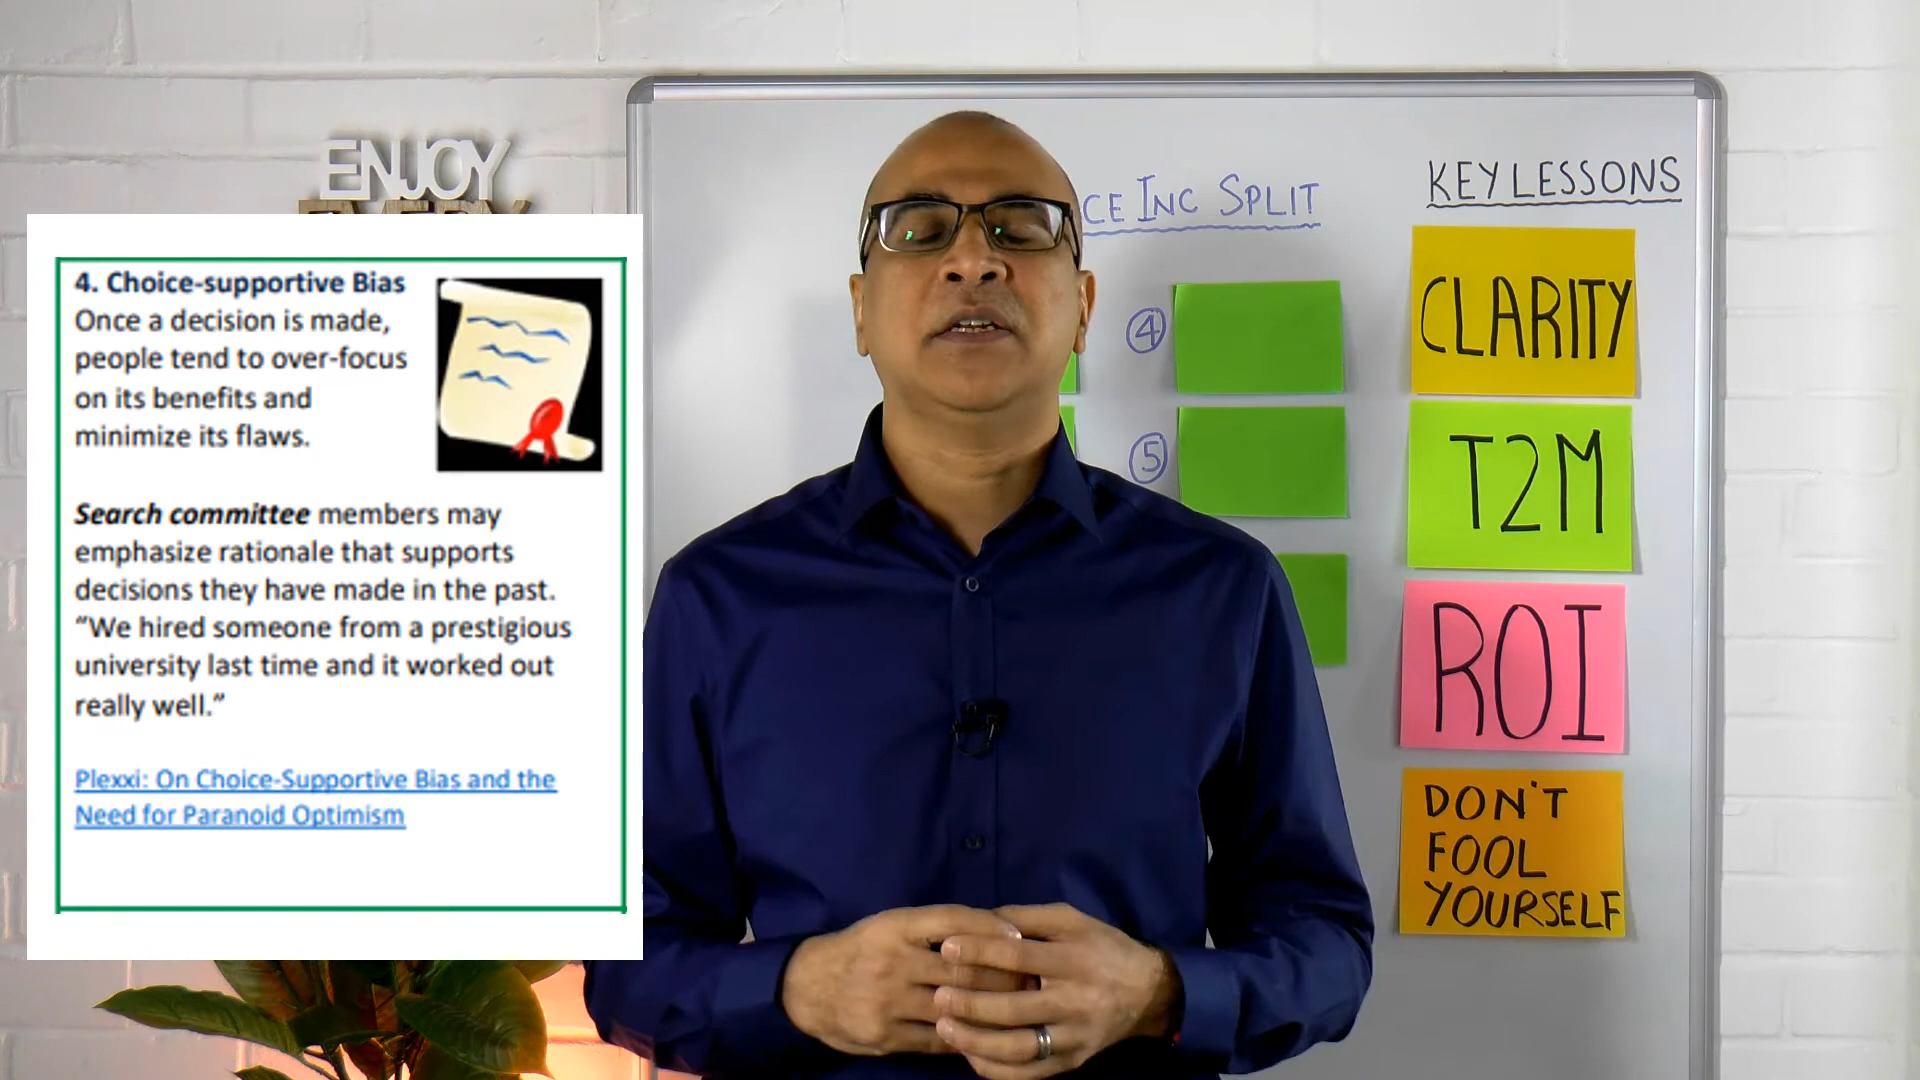 ENJOY
EVERY
4. Choice-supportive Bias
Once a decision is made,
people tend to over-focus
on its benefits and
minimize its flaws.
Search committee members may
emphasize rationale that supports
decisions they have made in the past.
“We hired someone from a prestigious
university last time and it worked out
really well.”
Plexxi: On Choice-Supportive Bias and the
Need for Paranoid Optimism
CE INC SPLIT
4
5
KEY LESSONS
CLARITY
T2M
ROI
DON'T
FOOL
YOURSELF